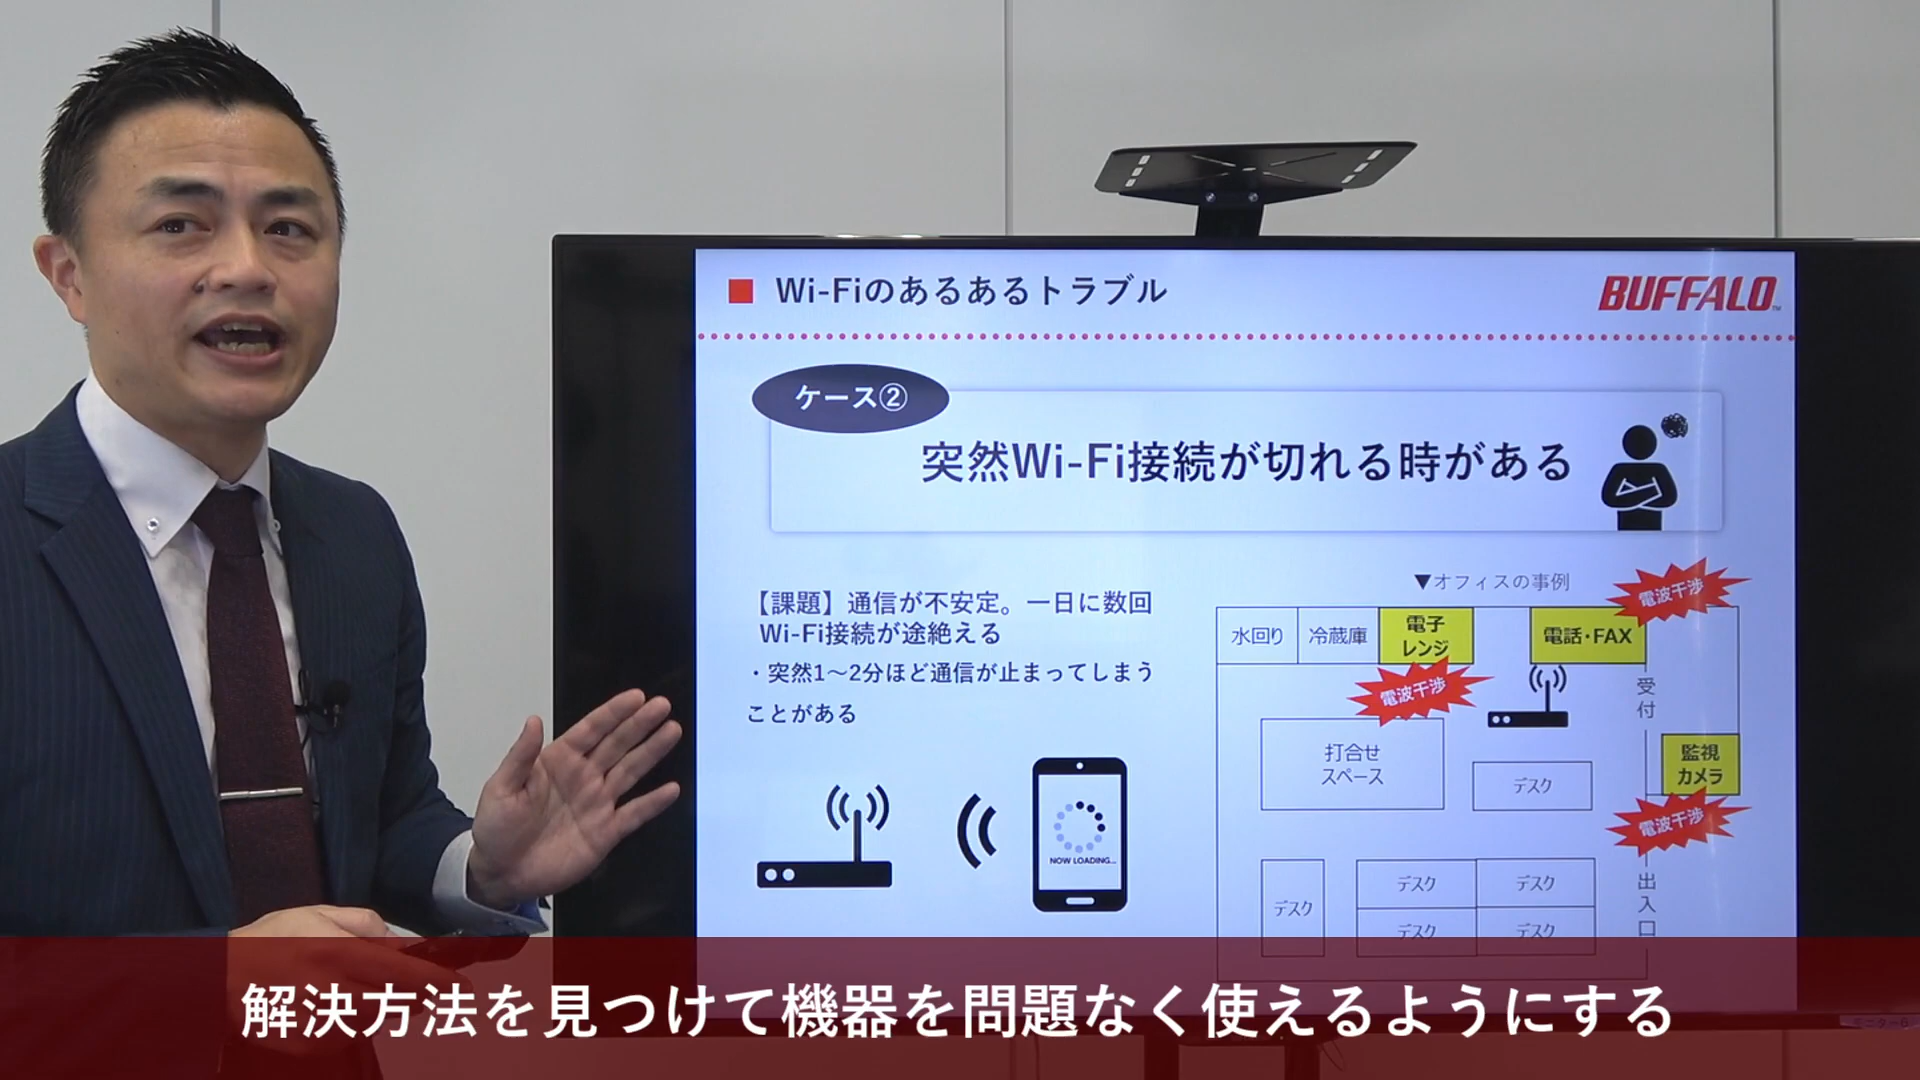 Wi-Fiのあるあるトラブル
BUFFALO
ケース②
突然Wi-Fi接続が切れる時がある
【課題】通信が不安定。一日に数回
Wi-Fi接続が途絶える
・突然1～2分ほど通信が止まってしまう
ことがある
NOW LOADING...
▼オフィスの事例
電波干渉
水回り
冷蔵庫
電子
レンジ
電話・FAX
電波干渉
受付
打合せ
スペース
デスク
監視
カメラ
電波干渉
デスク
デスク
デスク
デスク
デスク
出入口
解決方法を見つけて機器を問題なく使えるようにする